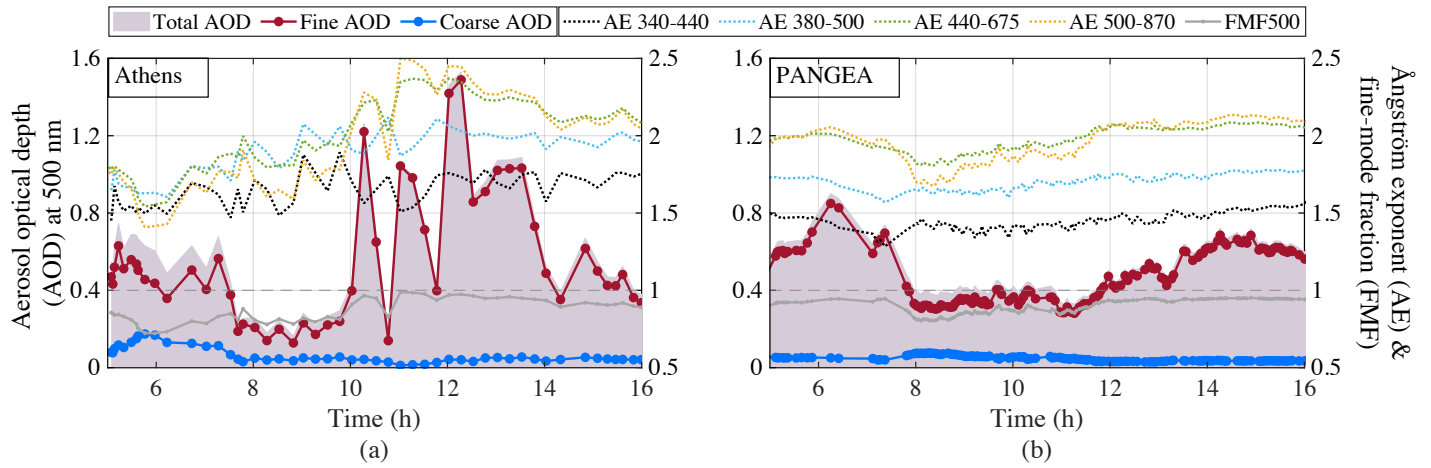 Total AOD Fine AOD Coarse AOD AE 340-440 AE 380-500 AE 440-675 AE 500-870 FMF500
Aerosol optical depth
(AOD) at 500 nm
1.6
1.2
0.8
0.4
0
Athens
2.5
2
1.5
1
0.5
6 8 10 12 14 16
Time (h)
(a)
1.6
1.2
0.8
0.4
0
PANGEA
2.5
2
1.5
1
0.5
6 8 10 12 14 16
Time (h)
(b)
Ångström exponent (AE) &
fine-mode fraction (FMF)